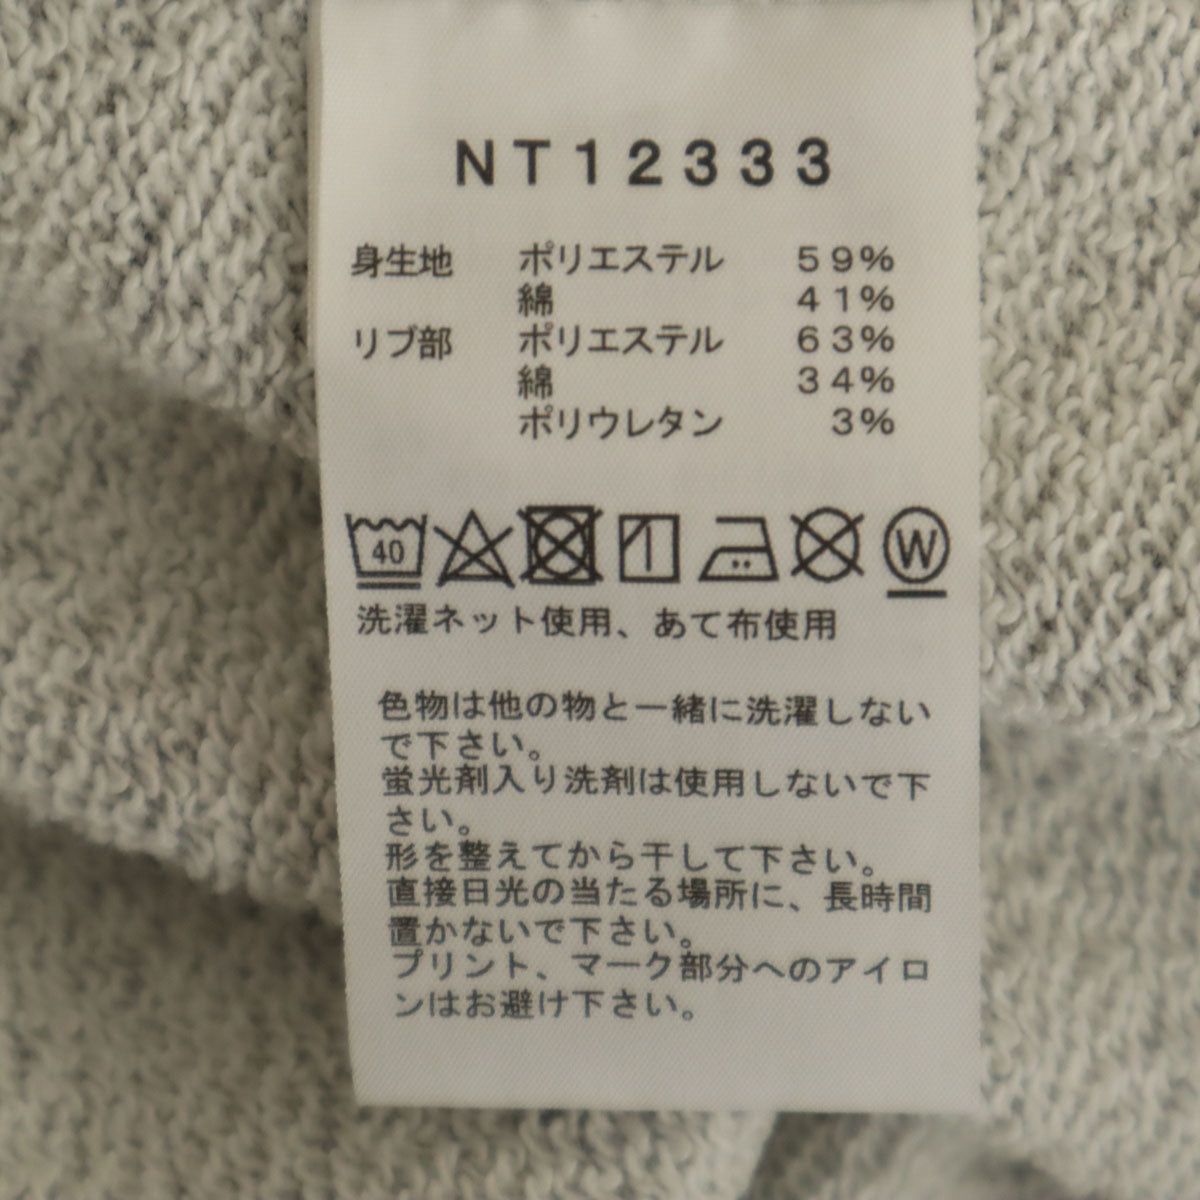 NT12333
身生地 ポリエステル 59%
綿 41%
リブ部 ポリエステル 63%
綿 34%
ポリウレタン 3%
40 W
洗濯ネット使用、あて布使用
色物は他の物と一緒に洗濯しない
で下さい。
蛍光剤入り洗剤は使用しないで下
さい。
形を整えてから干して下さい。
直接日光の当たる場所に、長時間
置かないで下さい。
プリント、マーク部分へのアイロ
ンはお避け下さい。